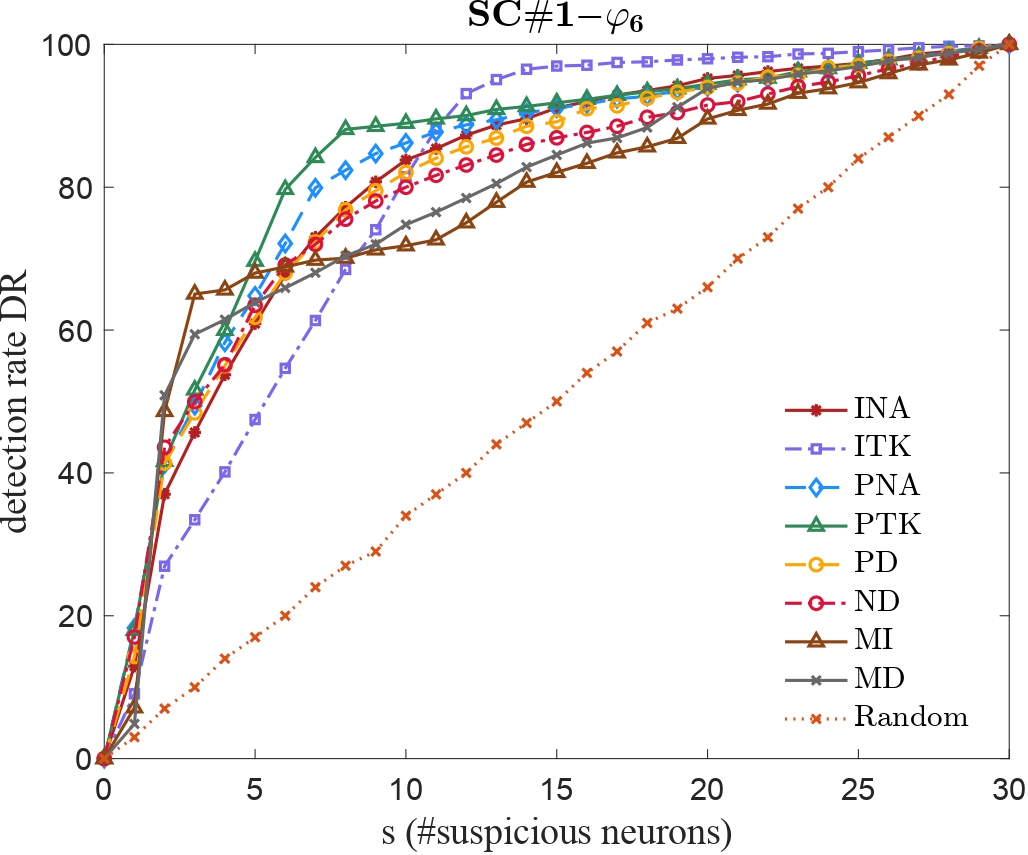 SC#1−φ6
100
80
60
40
20
0
detection rate DR
INA
ITK
PNA
PTK
PD
ND
MI
MD
Random
0 5 10 15 20 25 30
s (#suspicious neurons)